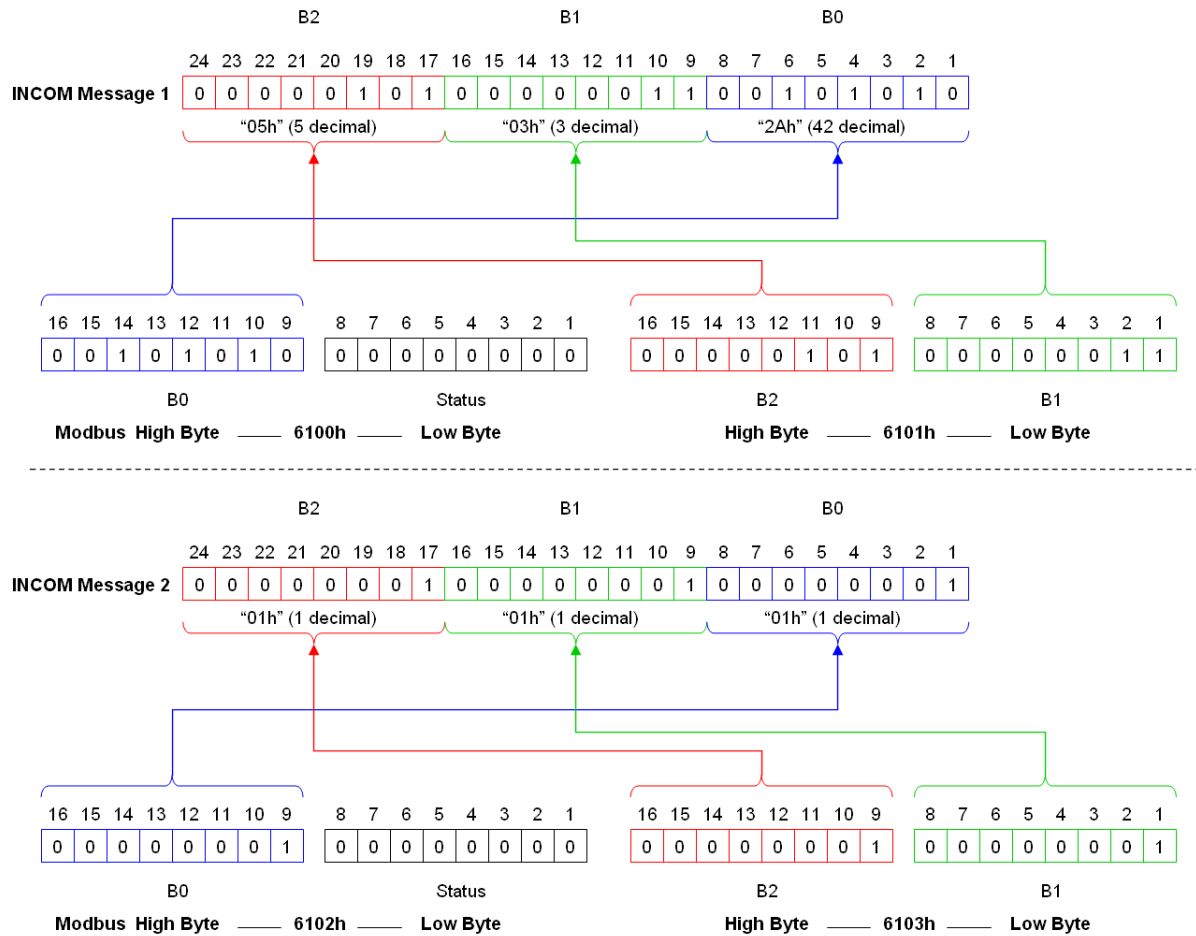 B2 B1 B0
24 23 22 21 20 19 18 17 16 15 14 13 12 11 10 9 8 7 6 5 4 3 2 1
INCOM Message 1 0 0 0 0 0 1 0 1 0 0 0 0 0 0 1 1 0 0 1 0 1 0 1 0
“05h” (5 decimal) “03h” (3 decimal) “2Ah” (42 decimal)
16 15 14 13 12 11 10 9 8 7 6 5 4 3 2 1 16 15 14 13 12 11 10 9 8 7 6 5 4 3 2 1
0 0 1 0 1 0 1 0 0 0 0 0 0 0 0 0 0 0 0 0 0 1 0 1 0 0 0 0 0 0 1 1
B0 Status B2 B1
Modbus High Byte 6100h Low Byte High Byte 6101h Low Byte
B2 B1 B0
24 23 22 21 20 19 18 17 16 15 14 13 12 11 10 9 8 7 6 5 4 3 2 1
INCOM Message 2 0 0 0 0 0 0 0 1 0 0 0 0 0 0 0 1 0 0 0 0 0 0 0 1
“01h” (1 decimal) “01h” (1 decimal) “01h” (1 decimal)
16 15 14 13 12 11 10 9 8 7 6 5 4 3 2 1 16 15 14 13 12 11 10 9 8 7 6 5 4 3 2 1
0 0 0 0 0 0 0 1 0 0 0 0 0 0 0 0 0 0 0 0 0 0 0 1 0 0 0 0 0 0 0 1
B0 Status B2 B1
Modbus High Byte 6102h Low Byte High Byte 6103h Low Byte